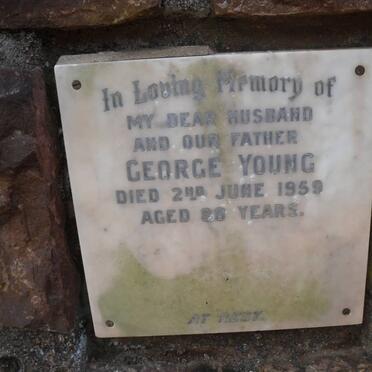 In Loving Memory of
MY DEAR HUSBAND
AND OUR FATHER
GEORGE YOUNG
DIED 2ND JUNE 1959
AGED YEARS.
AT REST.